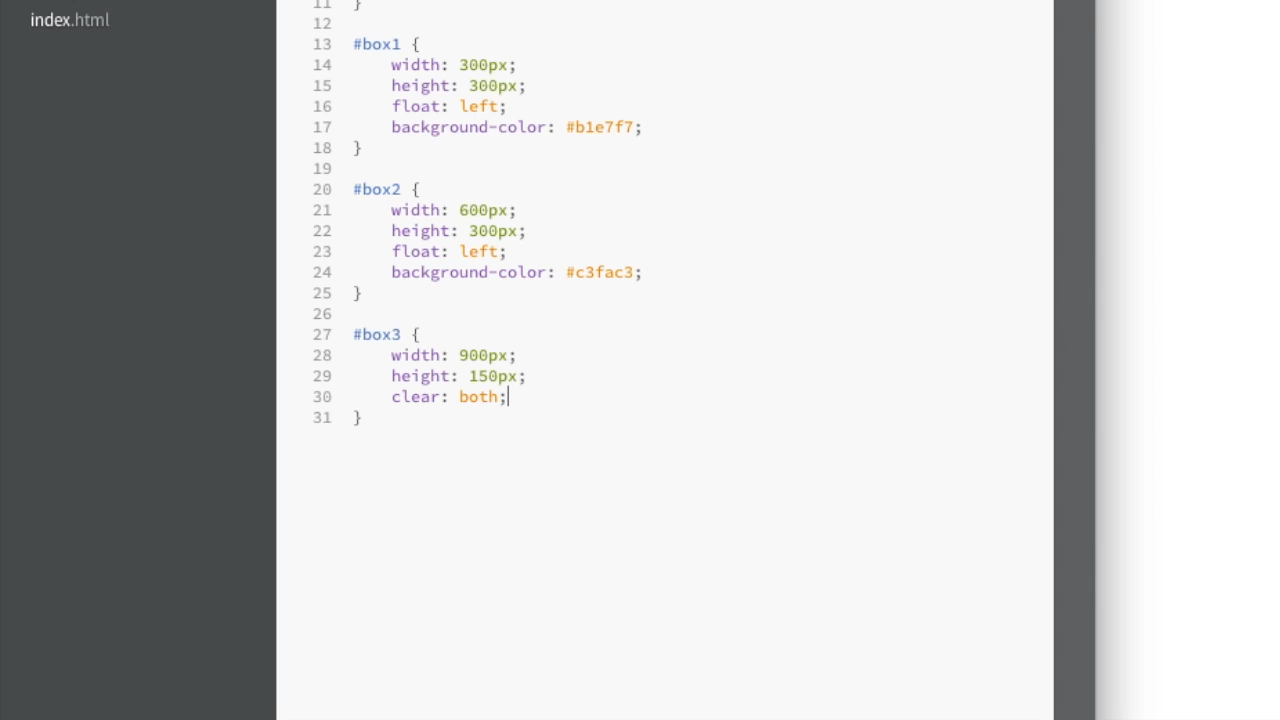 index.html
11 }
12
13 #box1 {
14 width: 300px;
15 height: 300px;
16 float: left;
17 background-color: #b1e7f7;
18 }
19
20 #box2 {
21 width: 600px;
22 height: 300px;
23 float: left;
24 background-color: #c3fac3;
25 }
26
27 #box3 {
28 width: 900px;
29 height: 150px;
30 clear: both;
31 }